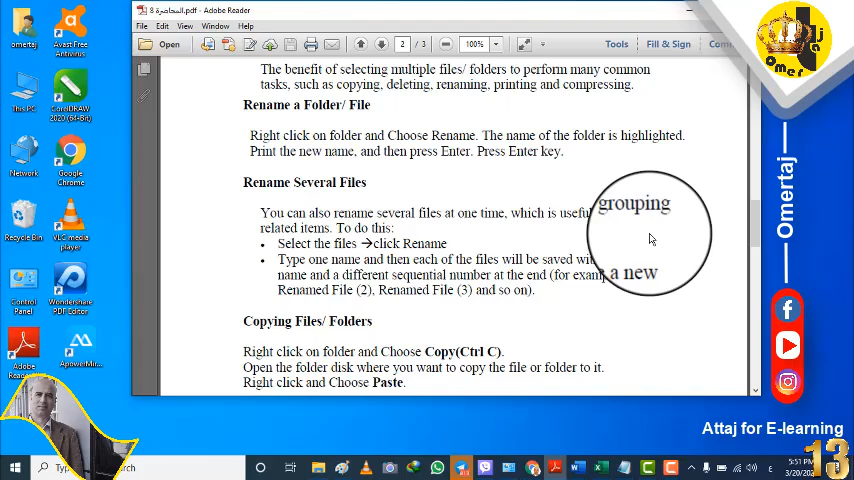 المحاضرة 8.pdf - Adobe Reader
File Edit View Window Help
Open 2 / 3 100% Tools Fill & Sign
The benefit of selecting multiple files/ folders to perform many common
tasks, such as copying, deleting, renaming, printing and compressing.
Rename a Folder/ File
Right click on folder and Choose Rename. The name of the folder is highlighted.
Print the new name, and then press Enter. Press Enter key.
Rename Several Files
You can also rename several files at one time, which is useful grouping
related items. To do this:
• Select the files →click Rename
• Type one name and then each of the files will be saved a new
name and a different sequential number at the end (for
Renamed File (2), Renamed File (3) and so on).
Copying Files/ Folders
Right click on folder and Choose Copy(Ctrl C).
Open the folder disk where you want to copy the file or folder to it.
Right click and Choose Paste.
omertaj
Avast Free
Antivirus
This PC
CorelDRAW
2020 (64-Bit)
Network
Google
Chrome
Recycle Bin
VLC media
player
Control
Panel
Wondershare
PDF Editor
Adobe
ApowerMir...
Omer
Omertaj
Attaj for E-learning
13
5:51 PM